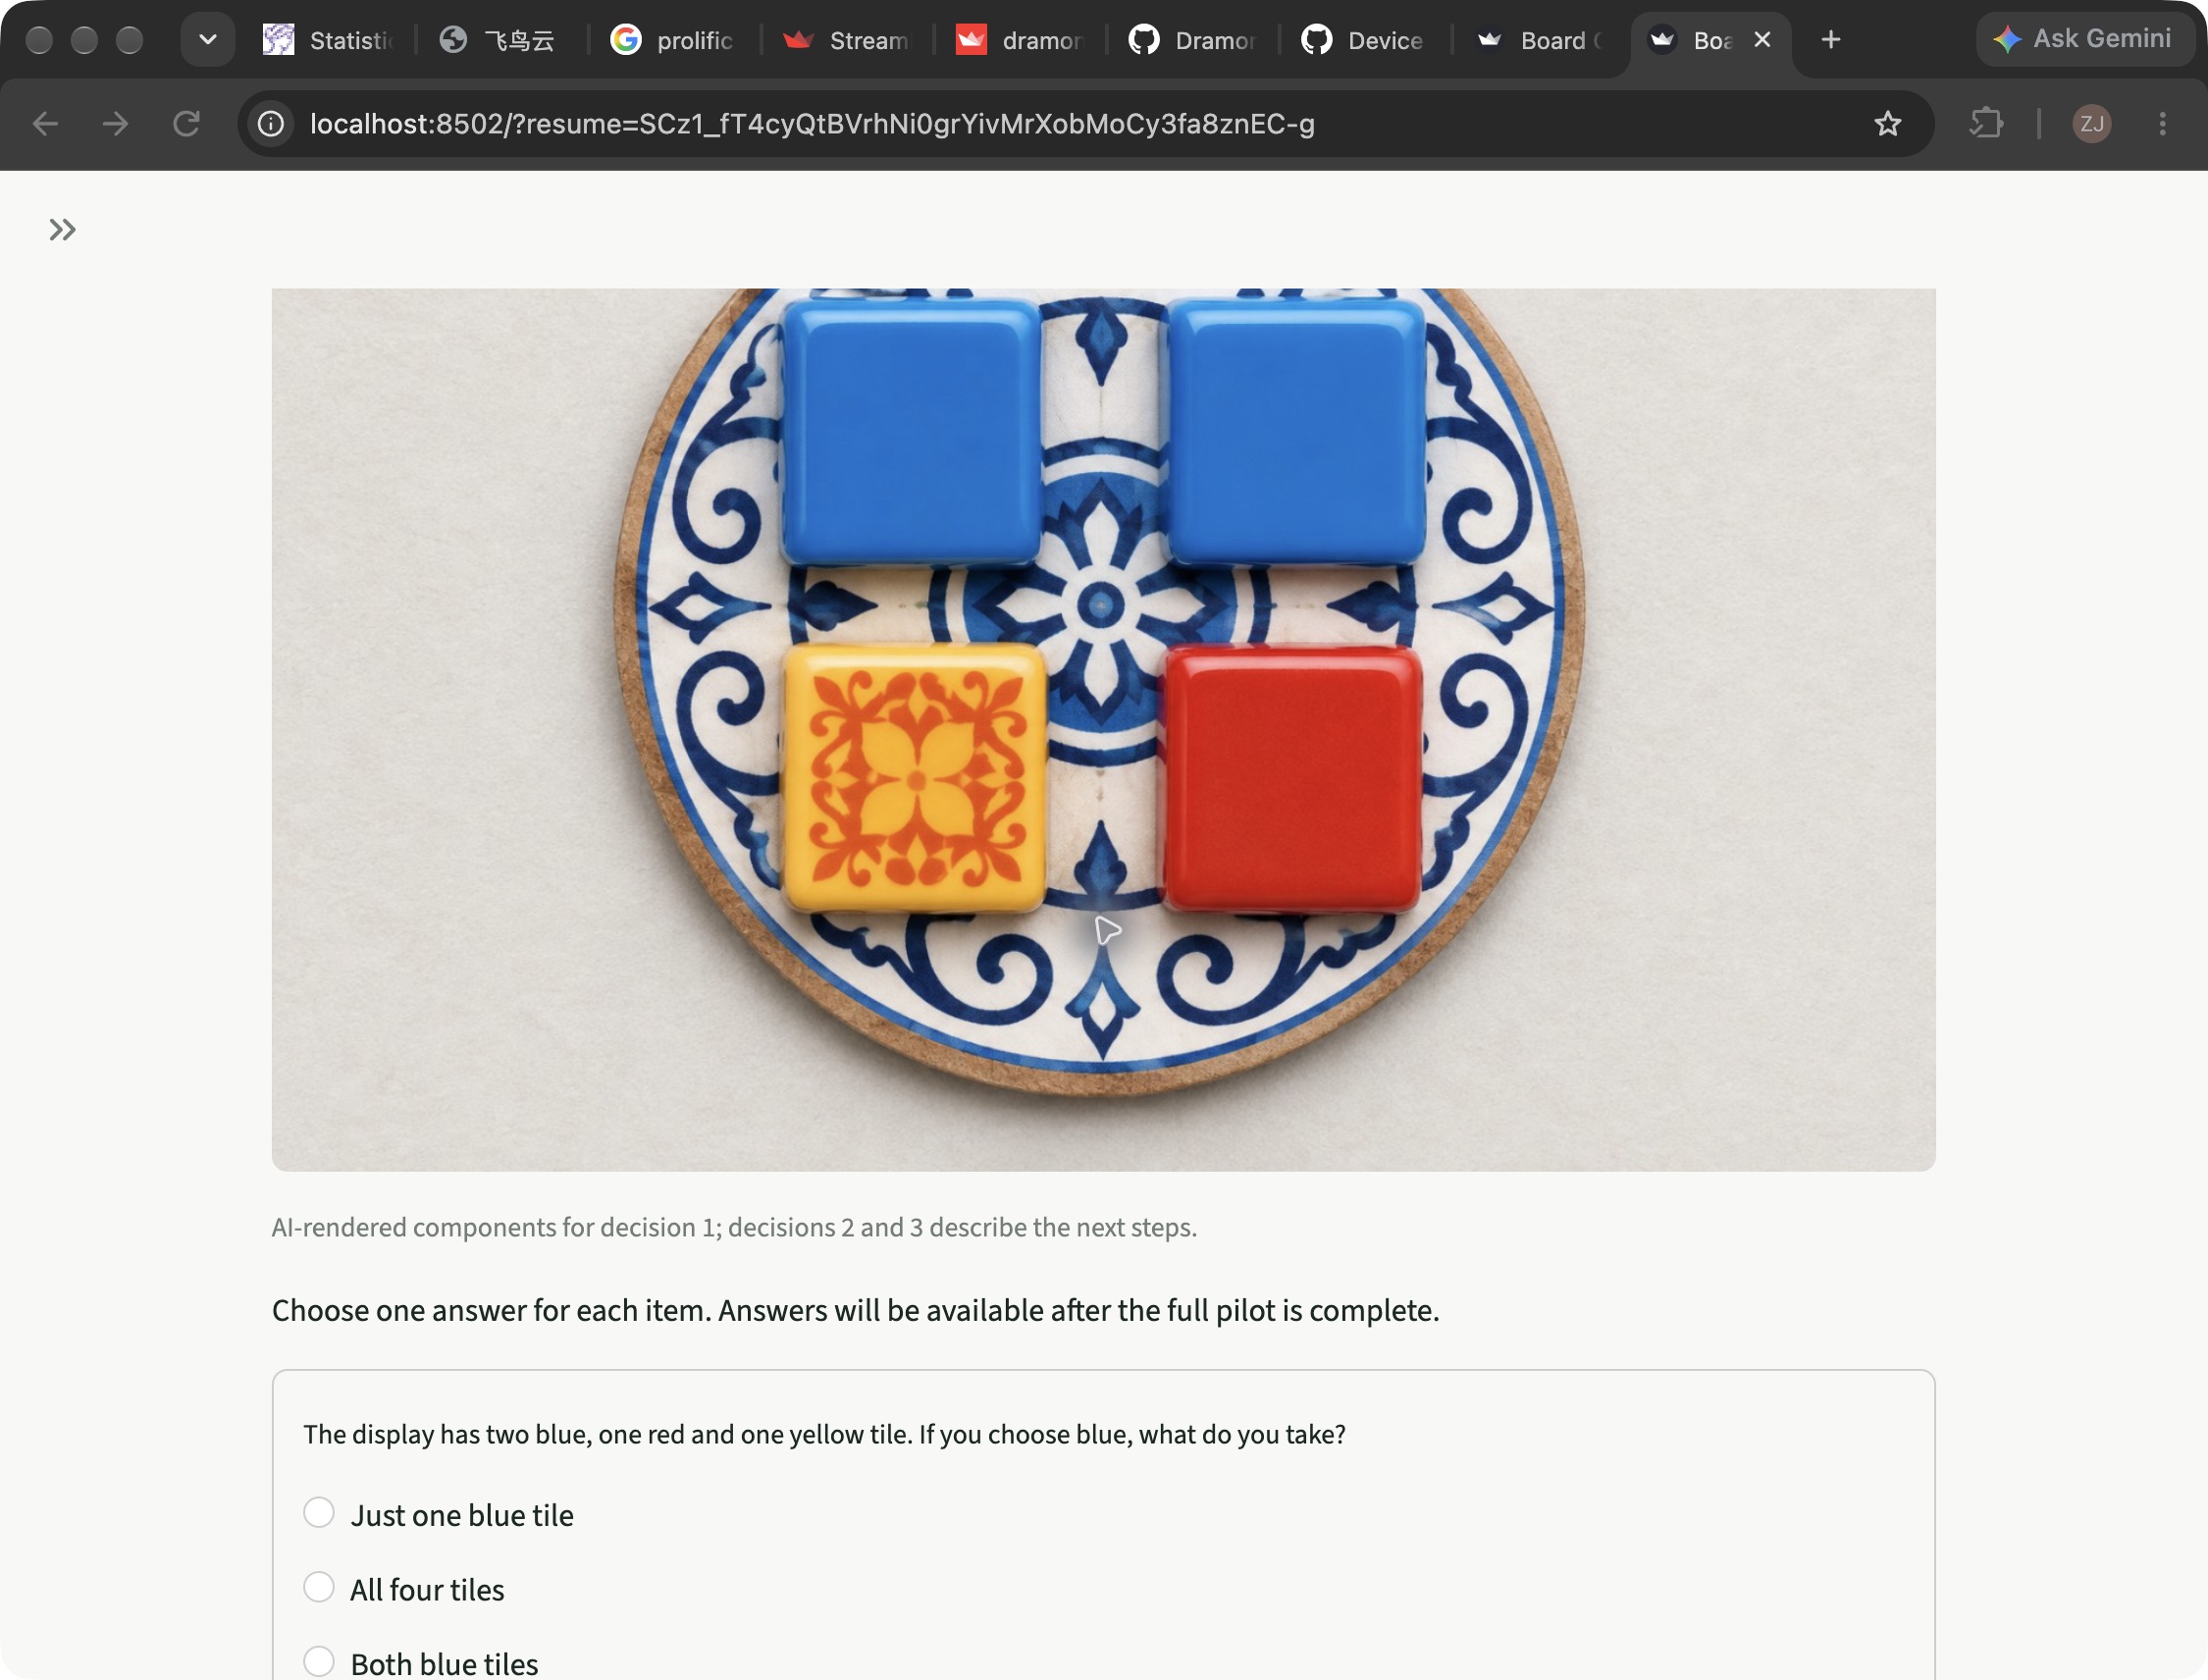 Statistic
飞鸟云
prolific
Stream
dramon
Dramor
Device
Board
Boa
Ask Gemini
localhost:8502/?resume=SCz1_fT4cyQtBVrhNi0grYivMrXobMoCy3fa8znEC-g
ZJ
AI-rendered components for decision 1; decisions 2 and 3 describe the next steps.
Choose one answer for each item. Answers will be available after the full pilot is complete.
The display has two blue, one red and one yellow tile. If you choose blue, what do you take?
Just one blue tile
All four tiles
Both blue tiles